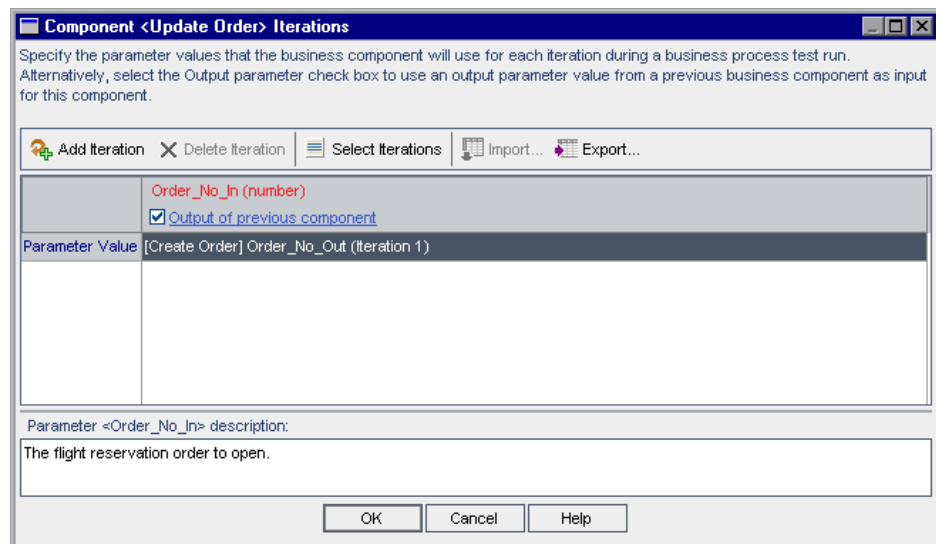 Component <Update Order> Iterations
Specify the parameter values that the business component will use for each iteration during a business process test run.
Alternatively, select the Output parameter check box to use an output parameter value from a previous business component as input
for this component.
Add Iteration Delete Iteration Select Iterations Import... Export...
Order_No_In (number)
Output of previous component
Parameter Value [Create Order] Order_No_Out (Iteration 1)
Parameter <Order_No_In> description:
The flight reservation order to open.
OK Cancel Help